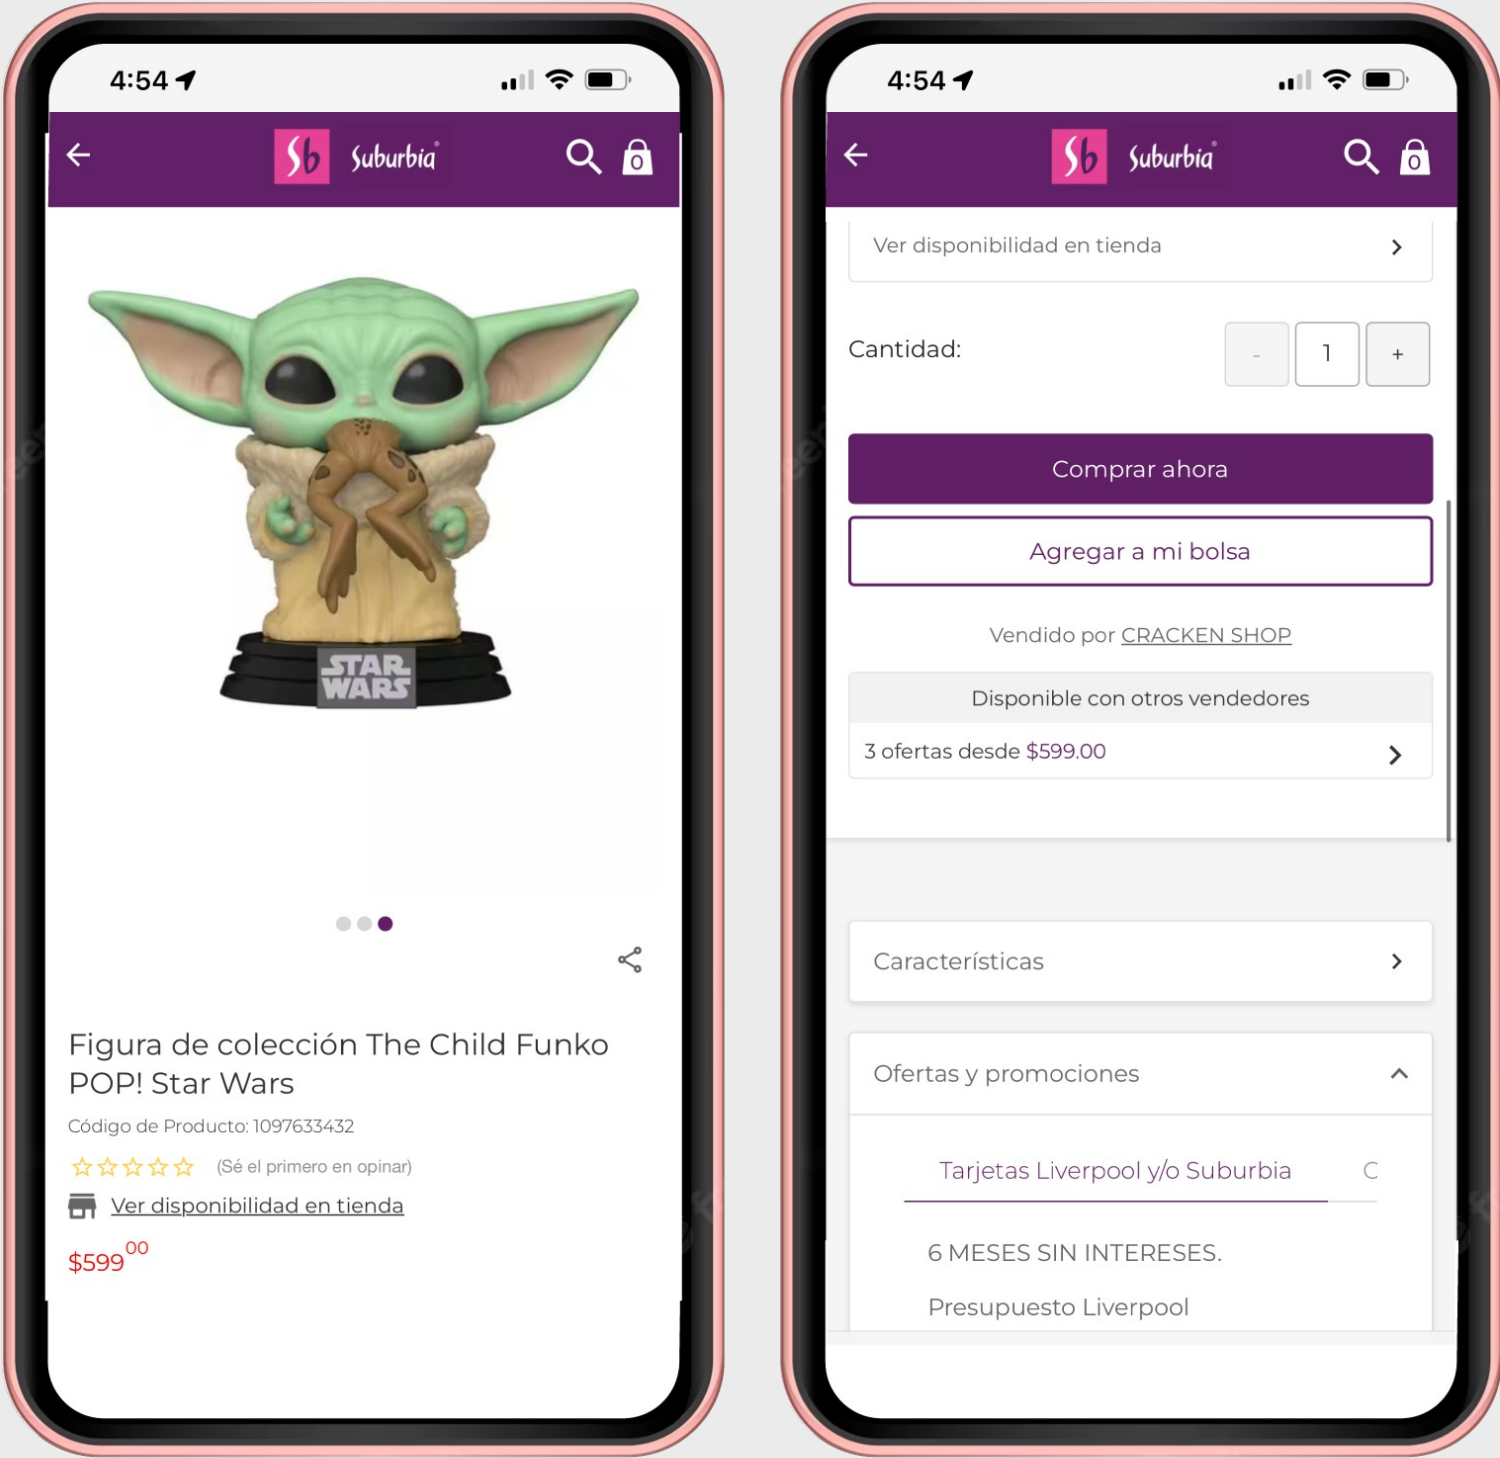 4:54
Sb Suburbia
0
STAR
WARS
Figura de colección The Child Funko
POP! Star Wars
Código de Producto: 1097633432
(Sé el primero en opinar)
Ver disponibilidad en tienda
$599 00
4:54
Sb Suburbia
0
Ver disponibilidad en tienda
Cantidad:
- 1 +
Comprar ahora
Agregar a mi bolsa
Vendido por CRACKEN SHOP
Disponible con otros vendedores
3 ofertas desde $599.00
Características
Ofertas y promociones
Tarjetas Liverpool y/o Suburbia C
6 MESES SIN INTERESES.
Presupuesto Liverpool